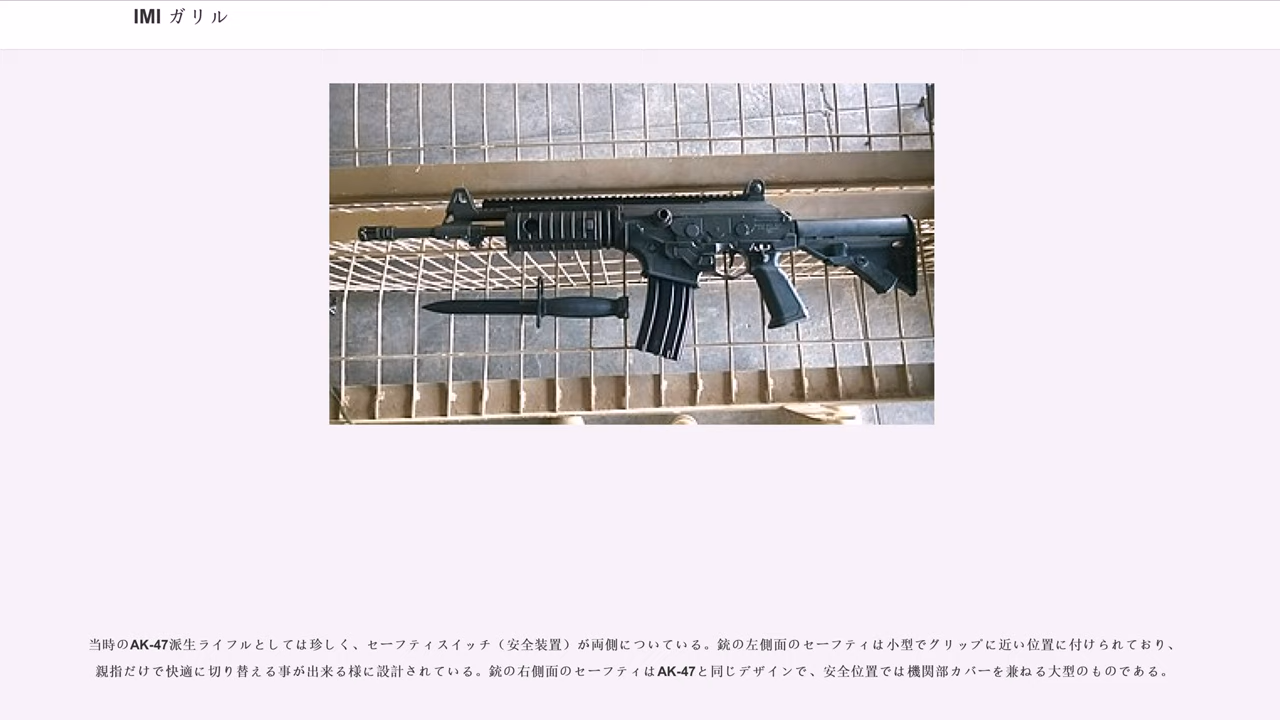 IMI ガリル
当時のAK-47派生ライフルとしては珍しく、セーフティスイッチ（安全装置）が両側についている。銃の左側面のセーフティは小型でグリップに近い位置に付けられており、
親指だけで快適に切り替える事が出来る様に設計されている。銃の右側面のセーフティはAK-47と同じデザインで、安全位置では機関部カバーを兼ねる大型のものである。